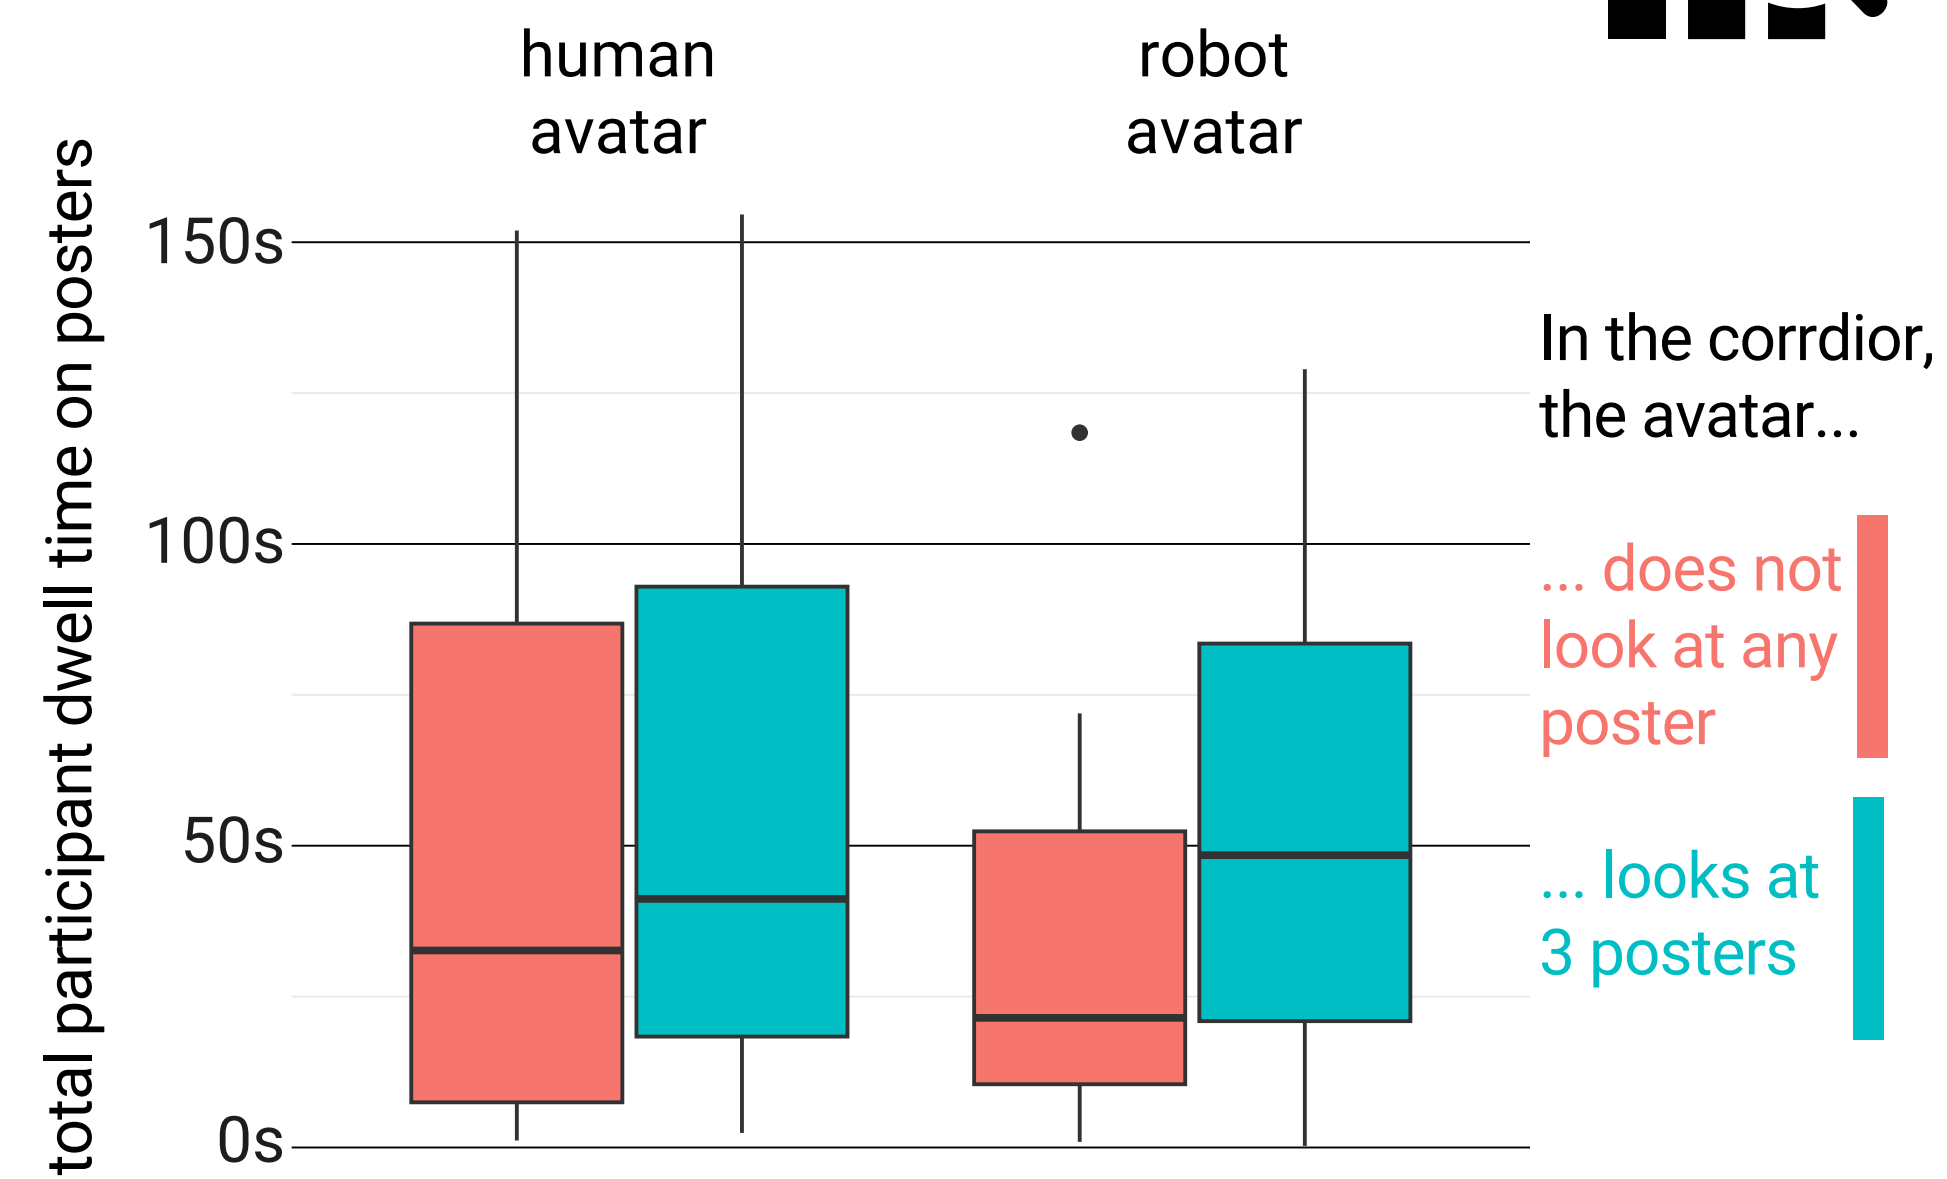 human
avatar
robot
avatar
total participant dwell time on posters
150s
100s
50s
0s
In the corrdior,
the avatar...
... does not
look at any
poster
... looks at
3 posters